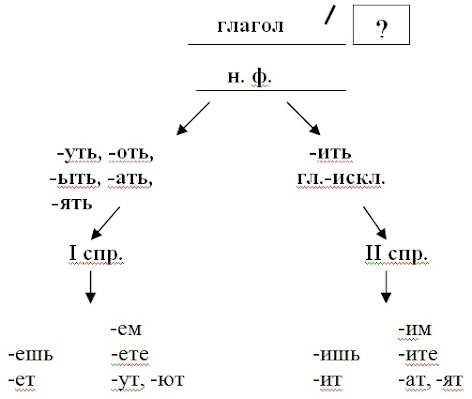 глагол ?
н. ф.
-уть, -оть,
-ыть, -ать,
-ять
-ить
гл.-искл.
I спр.
II спр.
-ем
-ешь -ете
-ет -ут, -ют
-им
-ишь -ите
-ит -ат, -ят